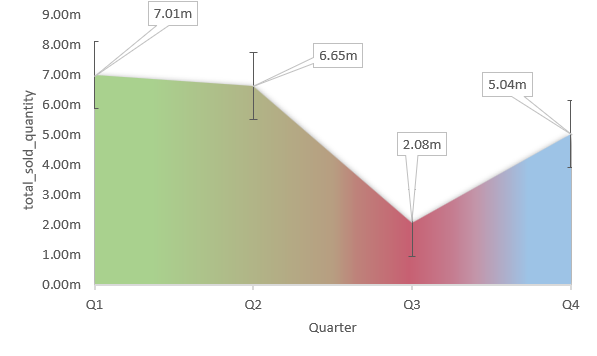 9.00m
8.00m
7.00m
6.00m
5.00m
4.00m
3.00m
2.00m
1.00m
0.00m
total_sold_quantity
7.01m
6.65m
2.08m
5.04m
Q1 Q2 Q3 Q4
Quarter